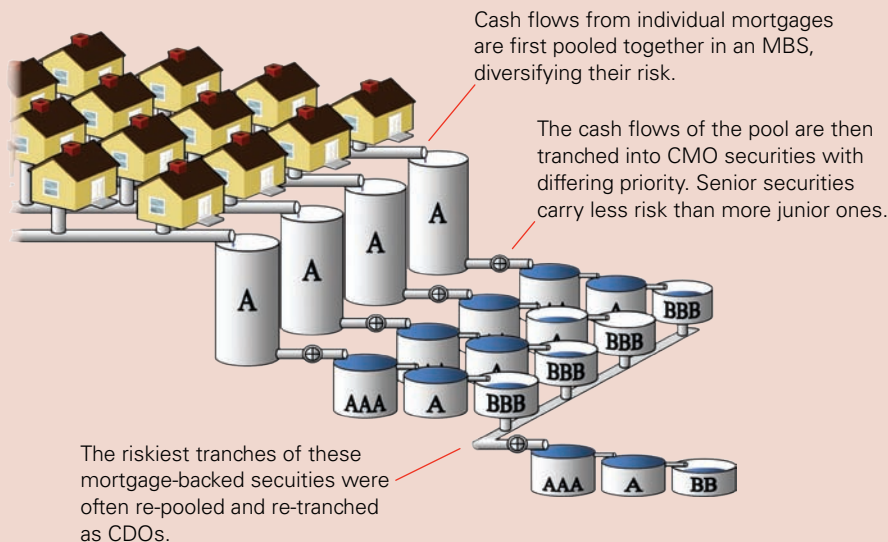 Cash flows from individual mortgages
are first pooled together in an MBS,
diversifying their risk.
The cash flows of the pool are then
tranched into CMO securities with
differing priority. Senior securities
carry less risk than more junior ones.
A
A
A
A
AA
A
BBB
A
BBB
A
BBB
AAA
A
BBB
The riskiest tranches of these
mortgage-backed secuities were
often re-pooled and re-tranched
as CDOs.
AAA
A
BB